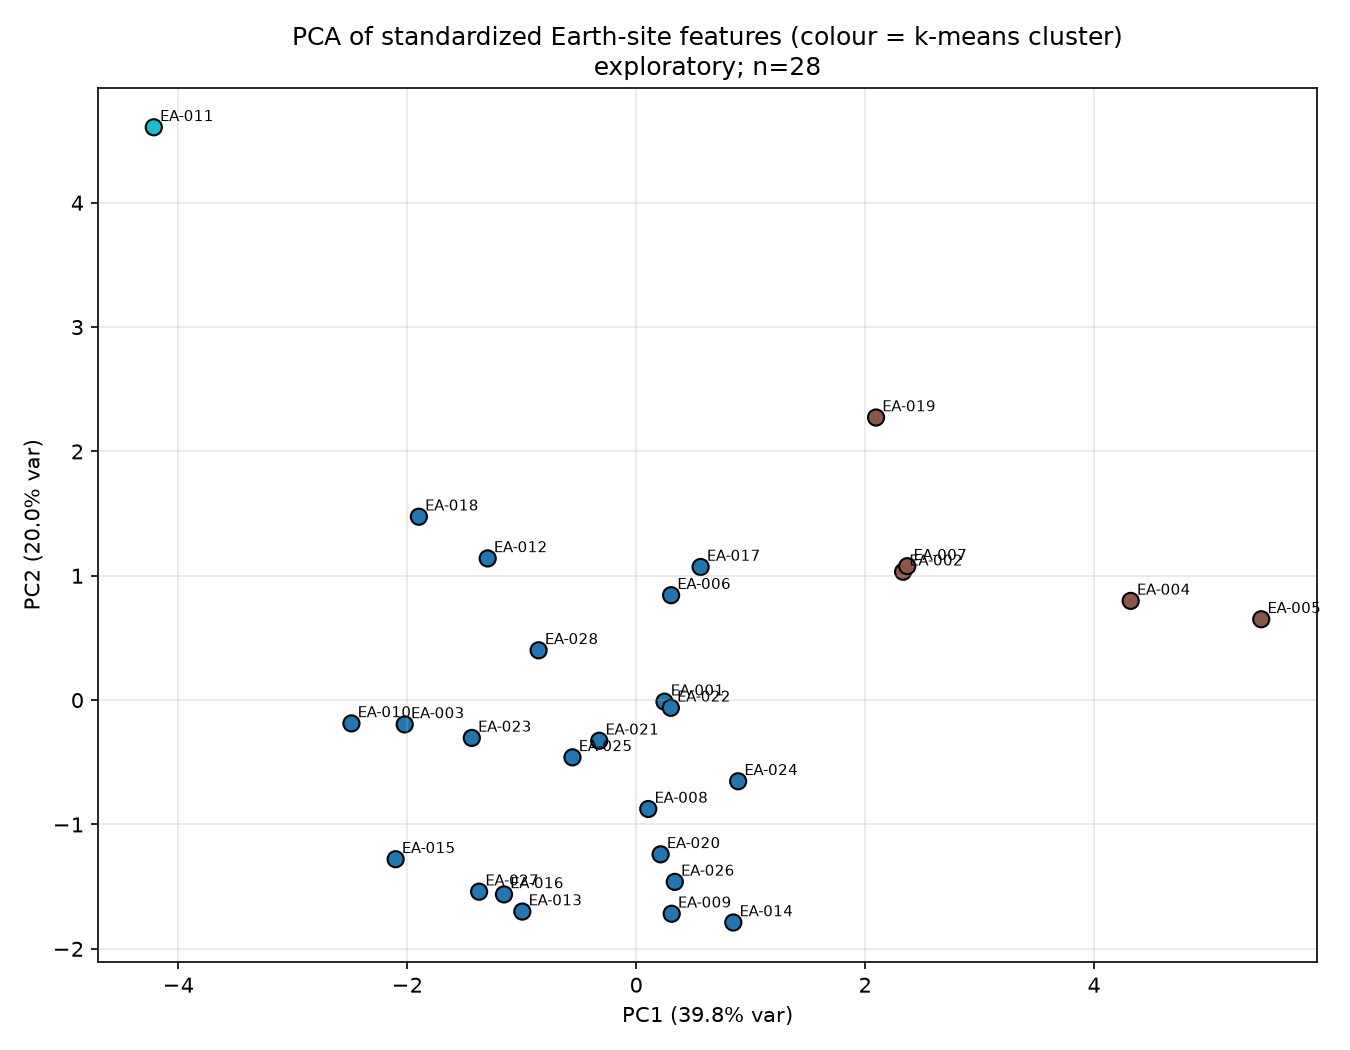 PCA of standardized Earth-site features (colour = k-means cluster)
exploratory; n=28
EA-011
EA-019
EA-018
EA-012
EA-017
EA-007
EA-002
EA-006
EA-004
EA-005
EA-028
EA-001
EA-022
EA-010
EA-003
EA-023
EA-021
EA-025
EA-024
EA-008
EA-020
EA-015
EA-026
EA-027
EA-016
EA-013
EA-009
EA-014
4
3
2
1
0
−1
−2
PC2 (20.0% var)
−4
−2
0
2
4
PC1 (39.8% var)